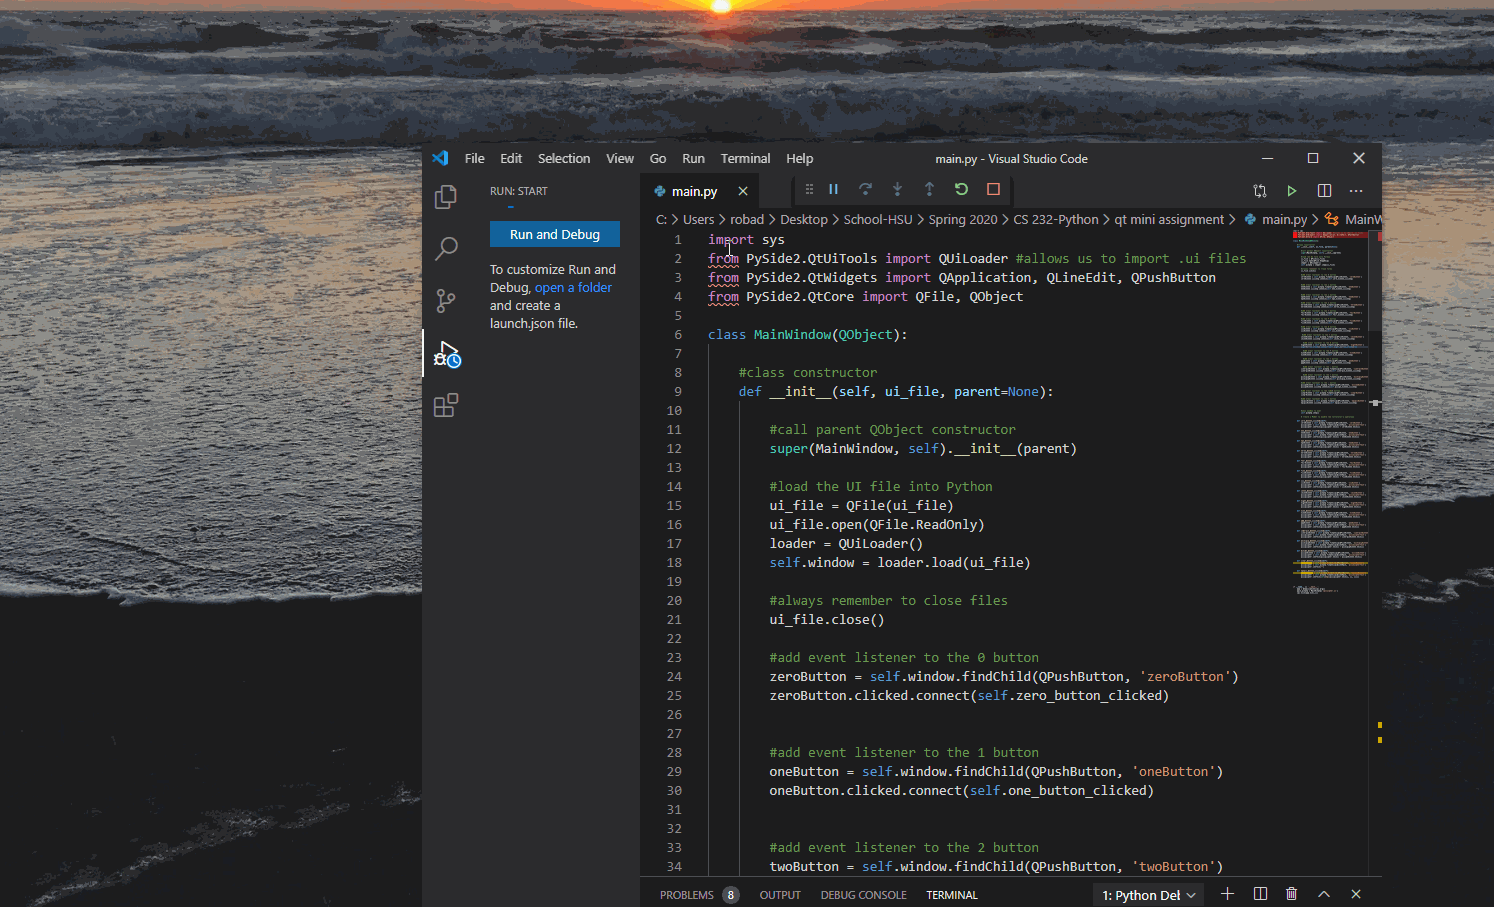 File Edit Selection View Go Run Terminal Help
main.py - Visual Studio Code
RUN: START
Run and Debug
To customize Run and
Debug, open a folder
and create a
launch.json file.
main.py
C: > Users > robad > Desktop > School-HSU > Spring 2020 > CS 232-Python > qt mini assignment > main.py > MainW
1 import sys
2 from PySide2.QtUiTools import QUiLoader #allows us to import .ui files
3 from PySide2.QtWidgets import QApplication, QLineEdit, QPushButton
4 from PySide2.QtCore import QFile, QObject
5
6 class MainWindow(QObject):
7
8 #class constructor
9 def __init__(self, ui_file, parent=None):
10
11 #call parent QObject constructor
12 super(MainWindow, self).__init__(parent)
13
14 #load the UI file into Python
15 ui_file = QFile(ui_file)
16 ui_file.open(QFile.ReadOnly)
17 loader = QUiLoader()
18 self.window = loader.load(ui_file)
19
20 #always remember to close files
21 ui_file.close()
22
23 #add event listener to the 0 button
24 zeroButton = self.window.findChild(QPushButton, 'zeroButton')
25 zeroButton.clicked.connect(self.zero_button_clicked)
26
27
28 #add event listener to the 1 button
29 oneButton = self.window.findChild(QPushButton, 'oneButton')
30 oneButton.clicked.connect(self.one_button_clicked)
31
32
33 #add event listener to the 2 button
34 twoButton = self.window.findChild(QPushButton, 'twoButton')
PROBLEMS 8 OUTPUT DEBUG CONSOLE TERMINAL 1: Python Del